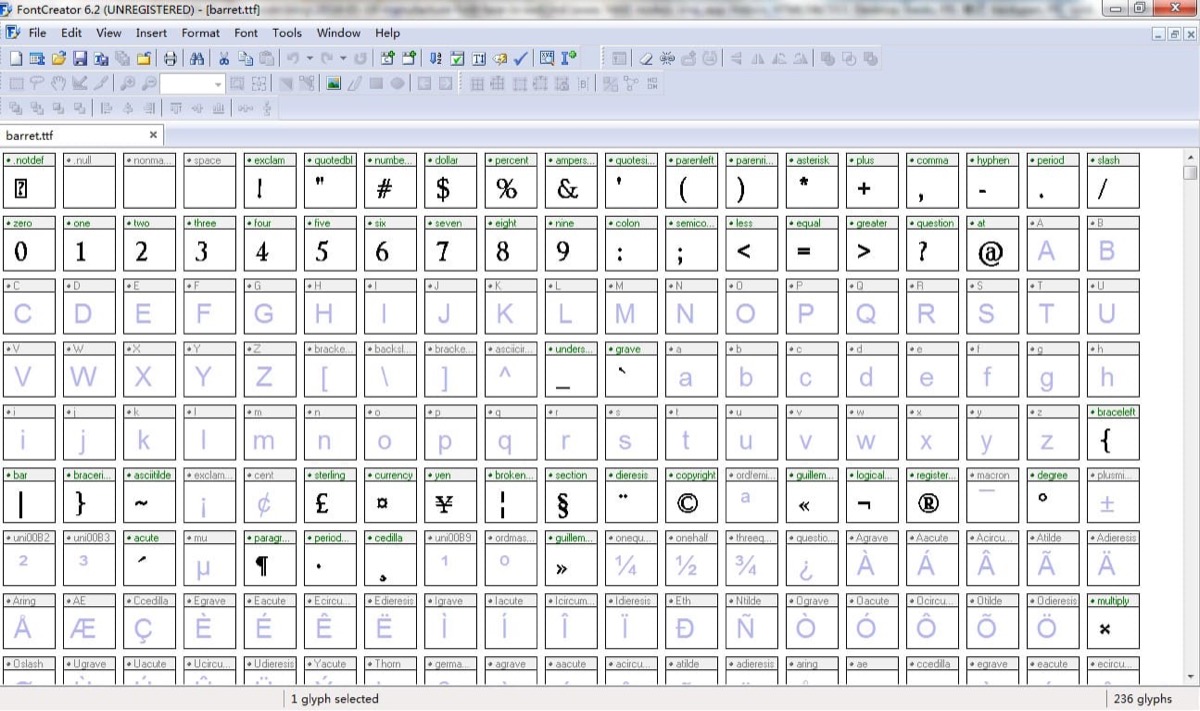 FontCreator 6.2 (UNREGISTERED) - [barret.ttf]
File Edit View Insert Format Font Tools Window Help
barret.ttf
.notdef .null nonma... space exclam quotedbl numbe... dollar percent ampers... quotesi... parenleft parenri... asterisk plus comma hyphen period slash
! " # $ % & ' ( ) * + , - . /
zero one two three four five six seven eight nine colon semico... less equal greater question at A B
0 1 2 3 4 5 6 7 8 9 : ; < = > ? @ A B
C D E F G H I J K L M N O P Q R S T U
C D E F G H I J K L M N O P Q R S T U
V W X Y Z bracke... backsl... bracke... asciicir... unders... grave a b c d e f g h
V W X Y Z [ \ ] ^ _ ` a b c d e f g h
i j k l m n o p q r s t u v w x y z braceleft
i j k l m n o p q r s t u v w x y z {
bar braceri... asciitilde exclam... cent sterling currency yen broken... section dieresis copyright ordfemi... guillem... logical... register... macron degree plusmi...
| } ~ ¡ ¢ £ ¤ ¥ ¦ § ¨ © ª « ¬ ® ¯ ° ±
uni00B2 uni00B3 acute mu paragr... period... cedilla uni00B9 ordmas... guillem... onequ... onehalf threeq... questio... Agrave Aacute Acircu... Atilde Adieresis
² ³ ´ µ ¶ · ¸ ¹ º » ¼ ½ ¾ ¿ À Á Â Ã Ä
Aring AE Ccedilla Egrave Eacute Ecircu... Edieresis Igrave Iacute Icircum... Idieresis Eth Ntilde Ograve Oacute Ocircu... Otilde Odieresis multiply
Å Æ Ç È É Ê Ë Ì Í Î Ï Ð Ñ Ò Ó Ô Õ Ö ×
Oslash Ugrave Uacute Ucircu... Udieresis Yacute Thorn germa... agrave aacute acircu... atilde adieresis aring ae ccedilla egrave eacute ecircu...
1 glyph selected 236 glyphs